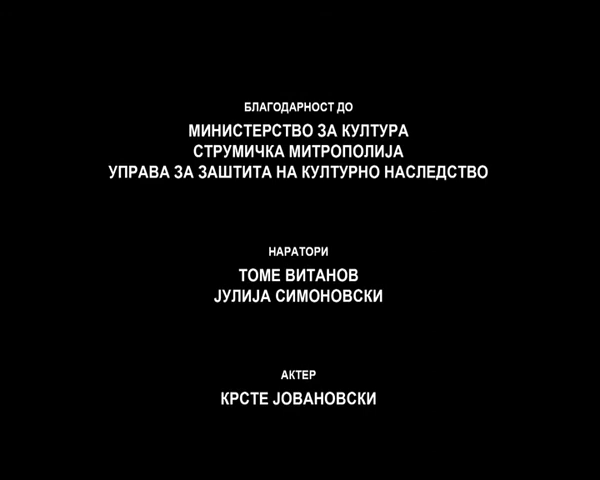 БЛАГОДАРНОСТ ДО
МИНИСТЕРСТВО ЗА КУЛТУРА
СТРУМИЧКА МИТРОПОЛИЈА
УПРАВА ЗА ЗАШТИТА НА КУЛТУРНО НАСЛЕДСТВО
НАРАТОРИ
ТОМЕ ВИТАНОВ
ЈУЛИЈА СИМОНОВСКИ
АКТЕР
КРСТЕ ЈОВАНОВСКИ